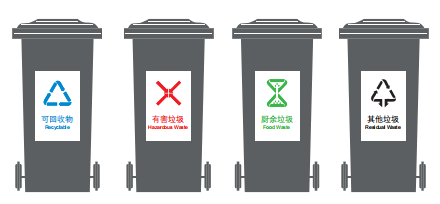 可回收物
Recyclable
有害垃圾
Hazardous Waste
厨余垃圾
Food Waste
其他垃圾
Residual Waste